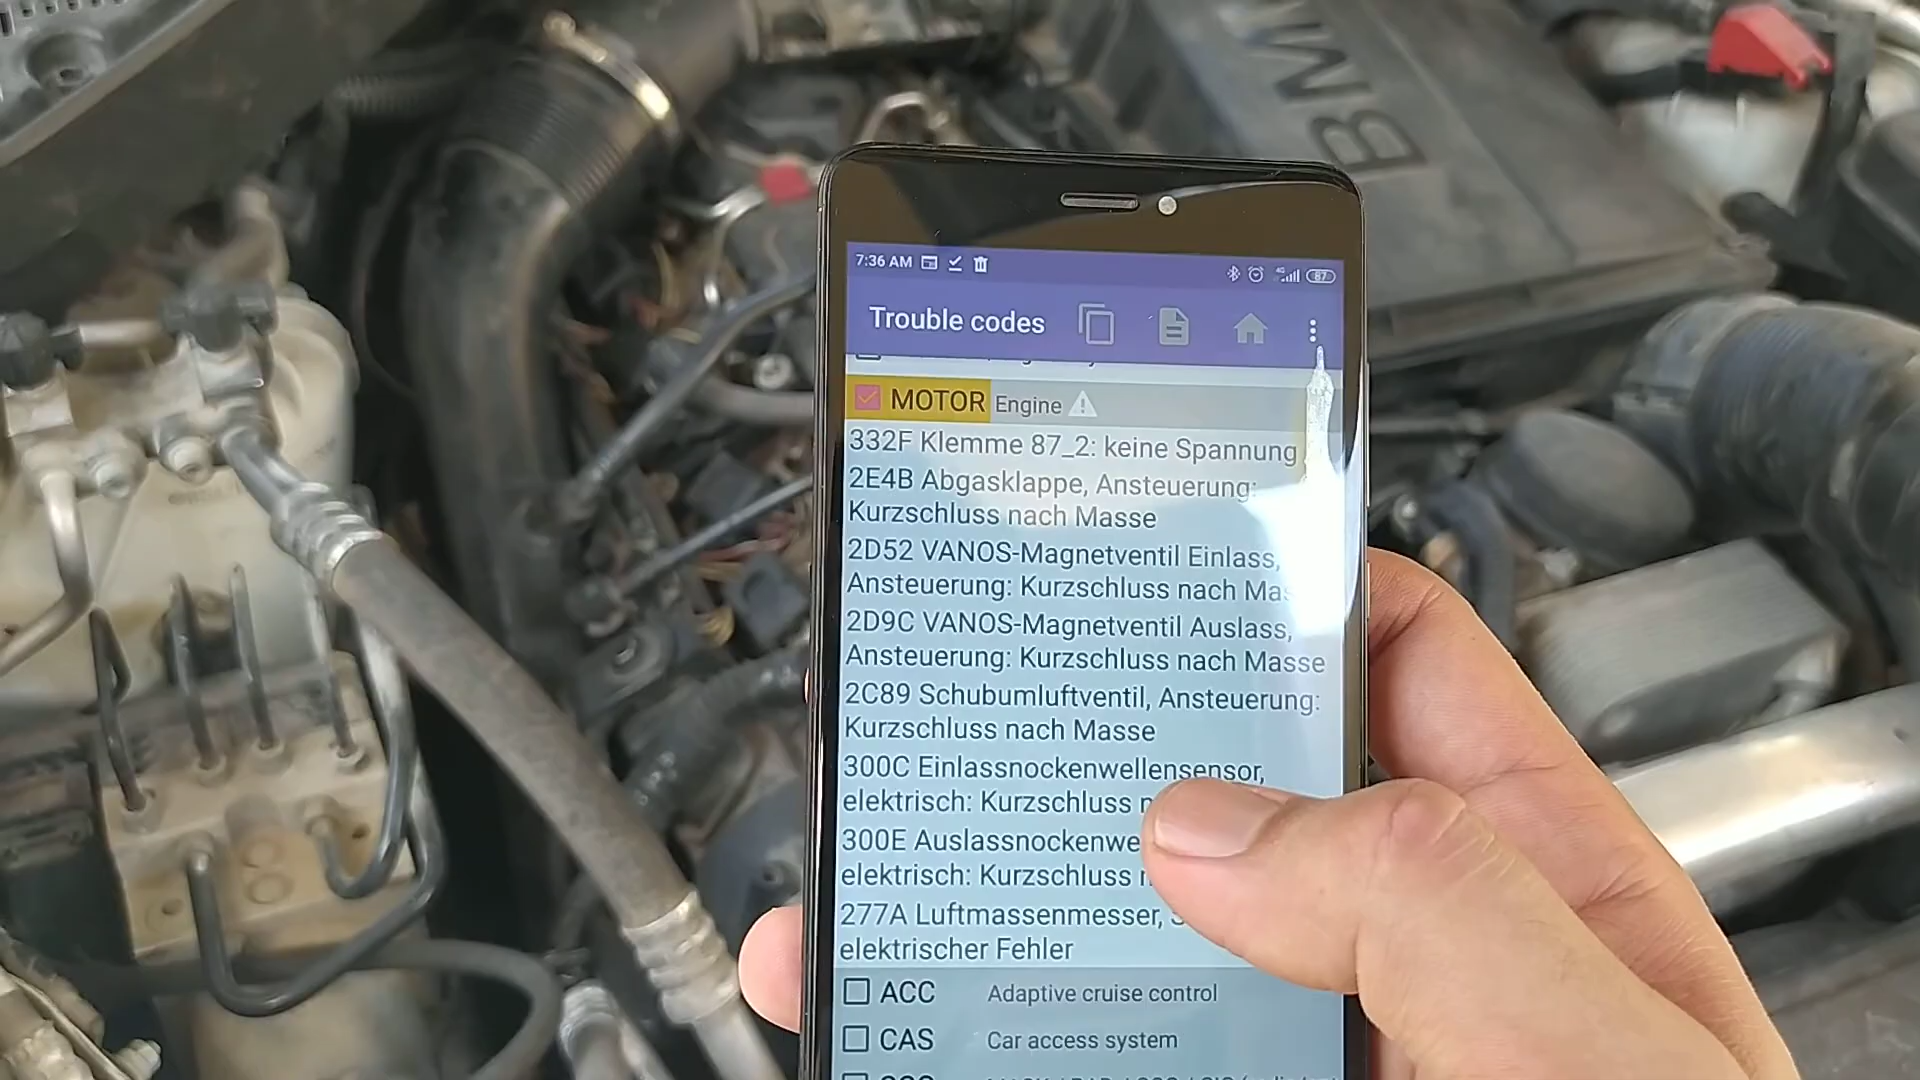 BMW
7:36 AM
87
Trouble codes
MOTOR Engine
332F Klemme 87_2: keine Spannung
2E4B Abgasklappe, Ansteuerung:
Kurzschluss nach Masse
2D52 VANOS-Magnetventil Einlass,
Ansteuerung: Kurzschluss nach
2D9C VANOS-Magnetventil Auslass,
Ansteuerung: Kurzschluss nach Masse
2C89 Schubumluftventil, Ansteuerung:
Kurzschluss nach Masse
300C Einlassnockenwellensensor,
elektrisch: Kurzschluss
300E
elektrisch: Kurzschluss
277A Luftmassenmesser,
elektrischer Fehler
ACC Adaptive cruise control
CAS Car access system